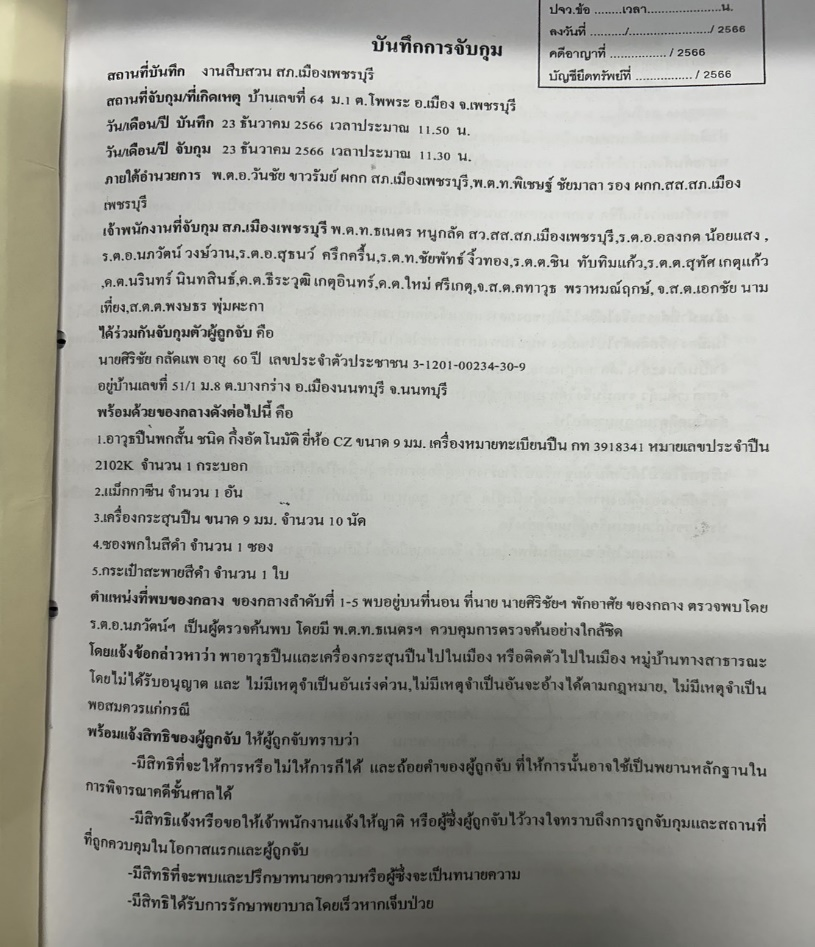 ปจว.ข้อ ........เวลา.....................น.
ลงวันที่ ........../......................../ 2566
คดีอาญาที่ ................ / 2566
บัญชียึดทรัพย์ที่ ................ / 2566
บันทึกการจับกุม
สถานที่บันทึก งานสืบสวน สภ.เมืองเพชรบุรี
สถานที่จับกุม/ที่เกิดเหตุ บ้านเลขที่ 64 ม.1 ต.โพพระ อ.เมือง จ.เพชรบุรี
วัน/เดือน/ปี บันทึก 23 ธันวาคม 2566 เวลาประมาณ 11.50 น.
วัน/เดือน/ปี จับกุม 23 ธันวาคม 2566 เวลาประมาณ 11.30 น.
ภายใต้อำนวยการ พ.ต.อ.วันชัย ขาวรัมย์ ผกก สภ.เมืองเพชรบุรี,พ.ต.ท.พิเชษฐ์ ชัยมาลา รอง ผกก.สส.สภ.เมือง
เพชรบุรี
เจ้าพนักงานที่จับกุม สภ.เมืองเพชรบุรี พ.ต.ท.ธเนตร หนูกลัด สว.สส.สภ.เมืองเพชรบุรี,ร.ต.อ.อลงกต น้อยแสง ,
ร.ต.อ.นภวัตน์ วงษ์วาน,ร.ต.อ.สุธนว์ ครึกครื้น,ร.ต.ท.ชัยพัทธ์ งิ้วทอง,ร.ต.ต.ชิน ทับทิมแก้ว,ร.ต.ต.สุทัศ เกตุแก้ว
,ด.ต.นรินทร์ นินทสินธ์,ด.ต.ธีระวุฒิ เกตุอินทร์,ด.ต.ใหม่ ศรีเกตุ,จ.ส.ต.คทาวุธ พราหมณ์ฤกษ์, จ.ส.ต.เอกชัย นาม
เที่ยง,ส.ต.ต.พงษธร พุ่มผะกา
ได้ร่วมกันจับกุมตัวผู้ถูกจับ คือ
นายศิริชัย กลัดแพ อายุ 60 ปี เลขประจำตัวประชาชน 3-1201-00234-30-9
อยู่บ้านเลขที่ 51/1 ม.8 ต.บางกร่าง อ.เมืองนนทบุรี จ.นนทบุรี
พร้อมด้วยของกลางดังต่อไปนี้ คือ
1.อาวุธปืนพกสั้น ชนิด กึ่งอัตโนมัติ ยี่ห้อ CZ ขนาด 9 มม. เครื่องหมายทะเบียนปืน กท 3918341 หมายเลขประจำปืน
2102K จำนวน 1 กระบอก
2.แม็กกาซีน จำนวน 1 อัน
3.เครื่องกระสุนปืน ขนาด 9 มม. จำนวน 10 นัด
4.ซองพกในสีดำ จำนวน 1 ซอง
5.กระเป๋าสะพายสีดำ จำนวน 1 ใบ
ตำแหน่งที่พบของกลาง ของกลางลำดับที่ 1-5 พบอยู่บนที่นอน ที่นาย นายศิริชัยฯ พักอาศัย ของกลาง ตรวจพบโดย
ร.ต.อ.นภวัตน์ฯ เป็นผู้ตรวจค้นพบ โดยมี พ.ต.ท.ธเนตรฯ ควบคุมการตรวจค้นอย่างใกล้ชิด
โดยแจ้งข้อกล่าวหาว่า พาอาวุธปืนและเครื่องกระสุนปืนไปในเมือง หรือติดตัวไปในเมือง หมู่บ้านทางสาธารณะ
โดยไม่ได้รับอนุญาต และ ไม่มีเหตุจำเป็นอันเร่งด่วน,ไม่มีเหตุจำเป็นอันจะอ้างได้ตามกฎหมาย, ไม่มีเหตุจำเป็น
พอสมควรแก่กรณี
พร้อมแจ้งสิทธิของผู้ถูกจับ ให้ผู้ถูกจับทราบว่า
-มีสิทธิที่จะให้การหรือไม่ให้การก็ได้ และถ้อยคำของผู้ถูกจับ ที่ให้การนั้นอาจใช้เป็นพยานหลักฐานใน
การพิจารณาคดีชั้นศาลได้
-มีสิทธิแจ้งหรือขอให้เจ้าพนักงานแจ้งให้ญาติ หรือผู้ซึ่งผู้ถูกจับไว้วางใจทราบถึงการถูกจับกุมและสถานที่
ที่ถูกควบคุมในโอกาสแรกและผู้ถูกจับ
-มีสิทธิที่จะพบและปรึกษาทนายความหรือผู้ซึ่งจะเป็นทนายความ
-มีสิทธิได้รับการรักษาพยาบาลโดยเร็วหากเจ็บป่วย